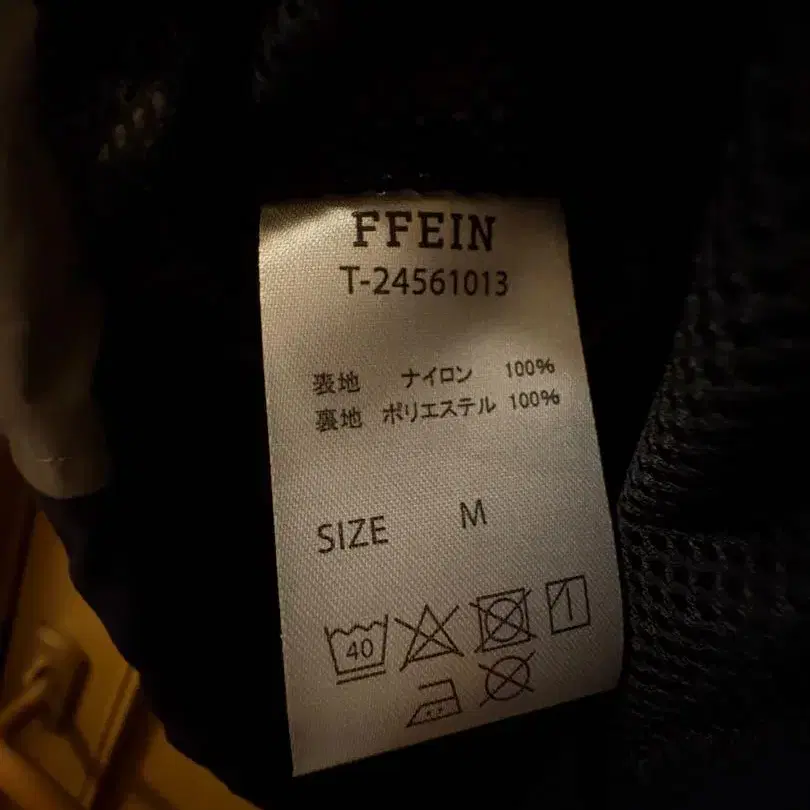 FFEIN
T-24561013
表地 ナイロン 100%
裏地 ポリエステル 100%
SIZE M
40